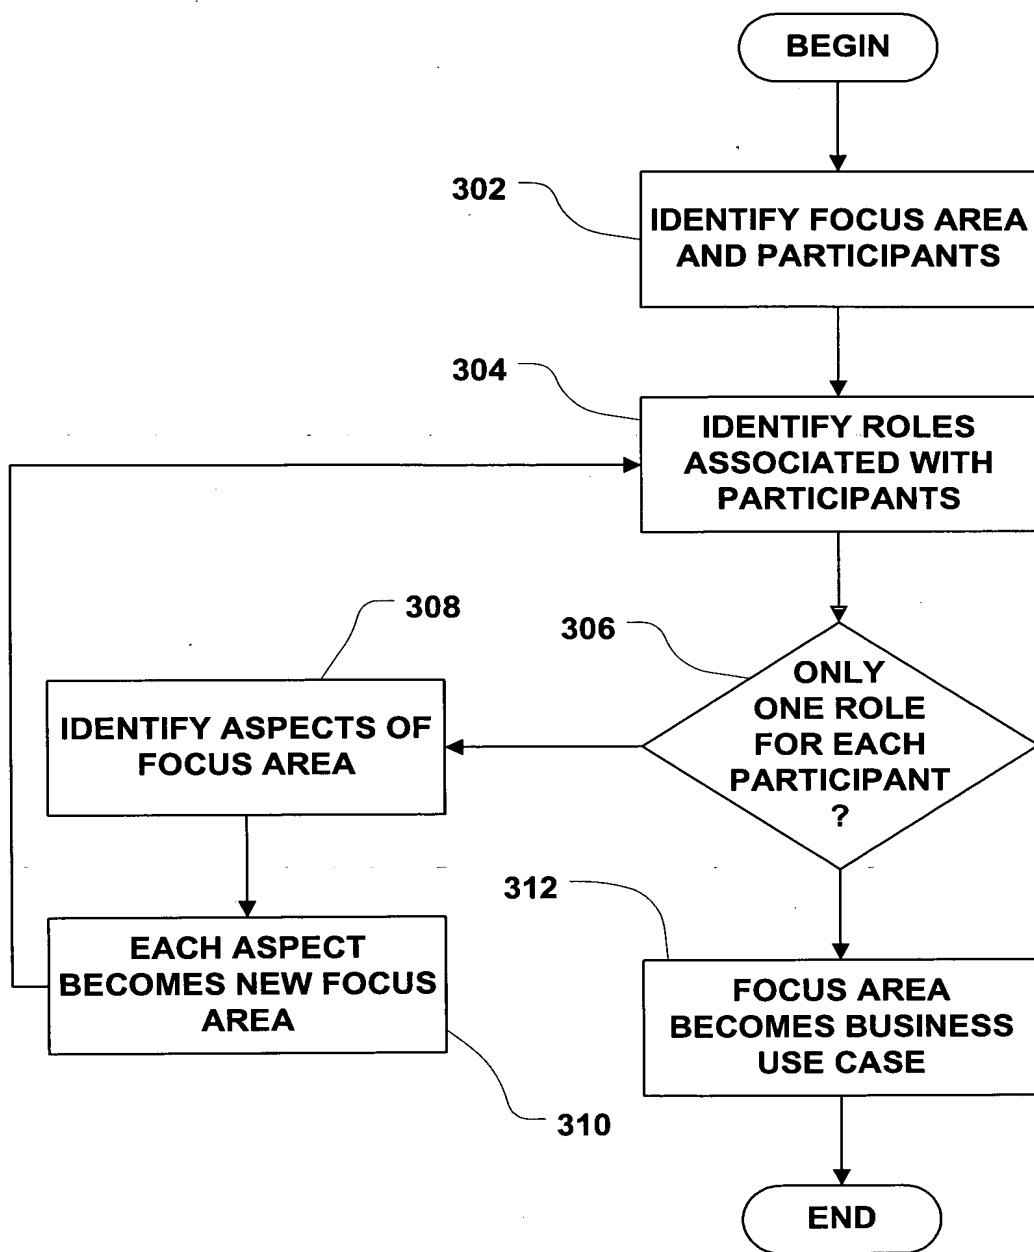 BEGIN
302
IDENTIFY FOCUS AREA
AND PARTICIPANTS
304
IDENTIFY ROLES
ASSOCIATED WITH
PARTICIPANTS
308
306
ONLY
ONE ROLE
FOR EACH
PARTICIPANT
?
IDENTIFY ASPECTS OF
FOCUS AREA
312
EACH ASPECT
BECOMES NEW FOCUS
AREA
FOCUS AREA
BECOMES BUSINESS
USE CASE
310
END